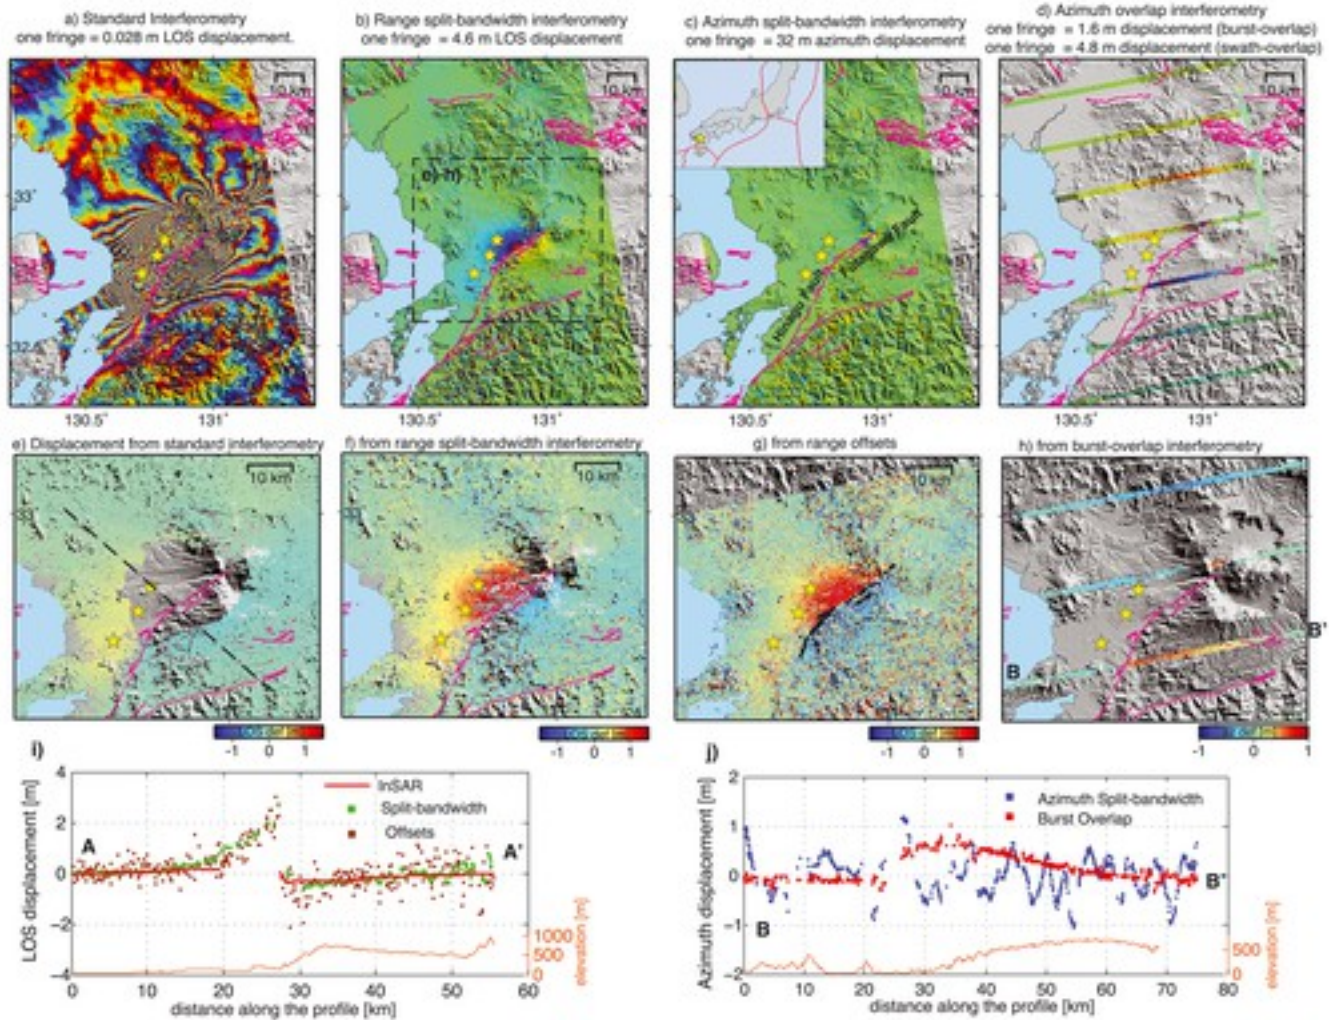 a) Standard Interferometry
one fringe = 0.028 m LOS displacement.
b) Range split-bandwidth interferometry
one fringe = 4.6 m LOS displacement
c) Azimuth split-bandwidth interferometry
one fringe = 32 m azimuth displacement
d) Azimuth overlap interferometry
one fringe = 1.6 m displacement (burst-overlap)
one fringe = 4.8 m displacement (swath-overlap)
10 km
10 km
10 km
10 km
33°
e)-h)
130.5°
131°
130.5°
131°
130.5°
131°
130.5°
131°
e) Displacement from standard interferometry
f) from range split-bandwidth interferometry
g) from range offsets
h) from burst-overlap interferometry
10 km
10 km
10 km
B
B'
-1 0 1
-1 0 1
-1 0 1
-1 0 1
i)
LOS displacement [m]
4
2
0
-2
-4
A
A'
InSAR
Split-bandwidth
Offsets
1000
500
0
elevation [m]
0 10 20 30 40 50 60
distance along the profile [km]
j)
Azimuth displacement [m]
2
1
0
-1
-2
B
B'
Azimuth Split-bandwidth
Burst Overlap
500
0
elevation [m]
0 10 20 30 40 50 60 70 80
distance along the profile [km]